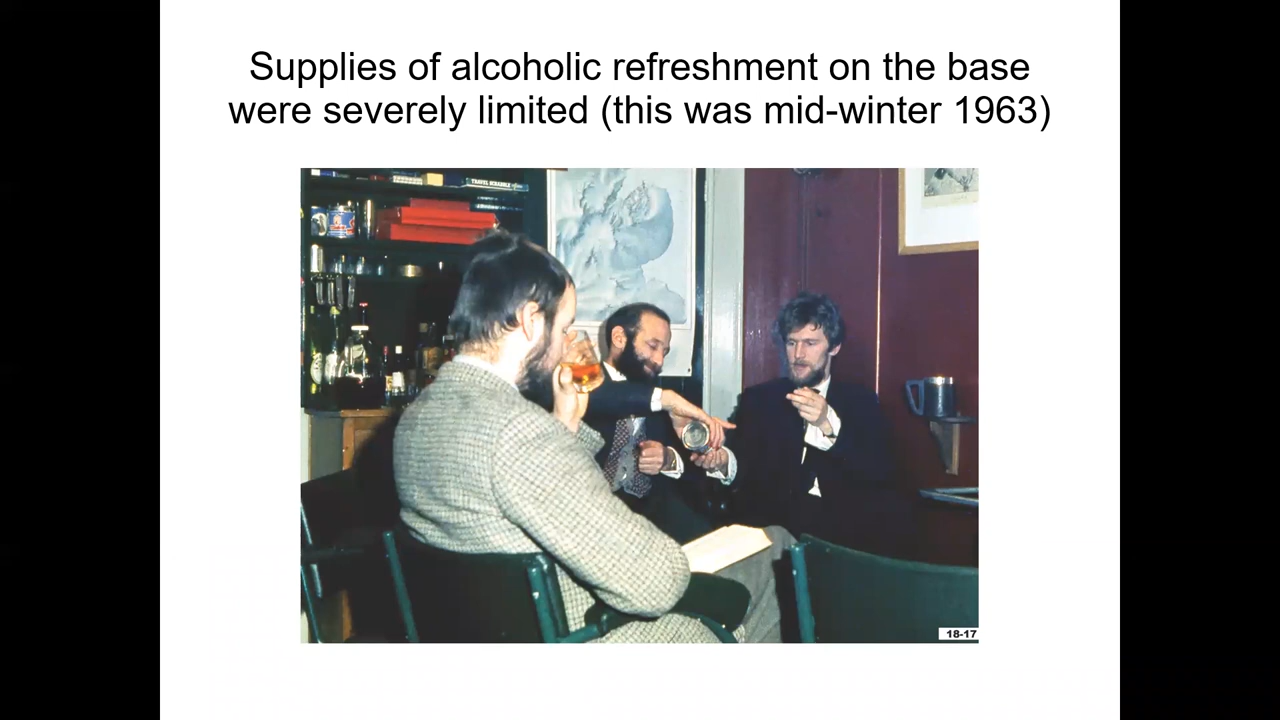 Supplies of alcoholic refreshment on the base
were severely limited (this was mid-winter 1963)
TRAVEL SCRABBLE
18-17